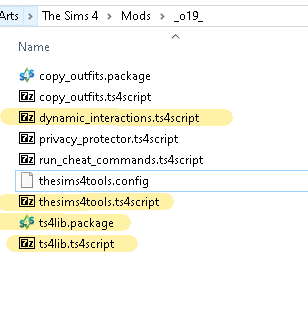 Arts > The Sims 4 > Mods > _o19_
Name
copy_outfits.package
copy_outfits.ts4script
dynamic_interactions.ts4script
privacy_protector.ts4script
run_cheat_commands.ts4script
thesims4tools.config
thesims4tools.ts4script
ts4lib.package
ts4lib.ts4script